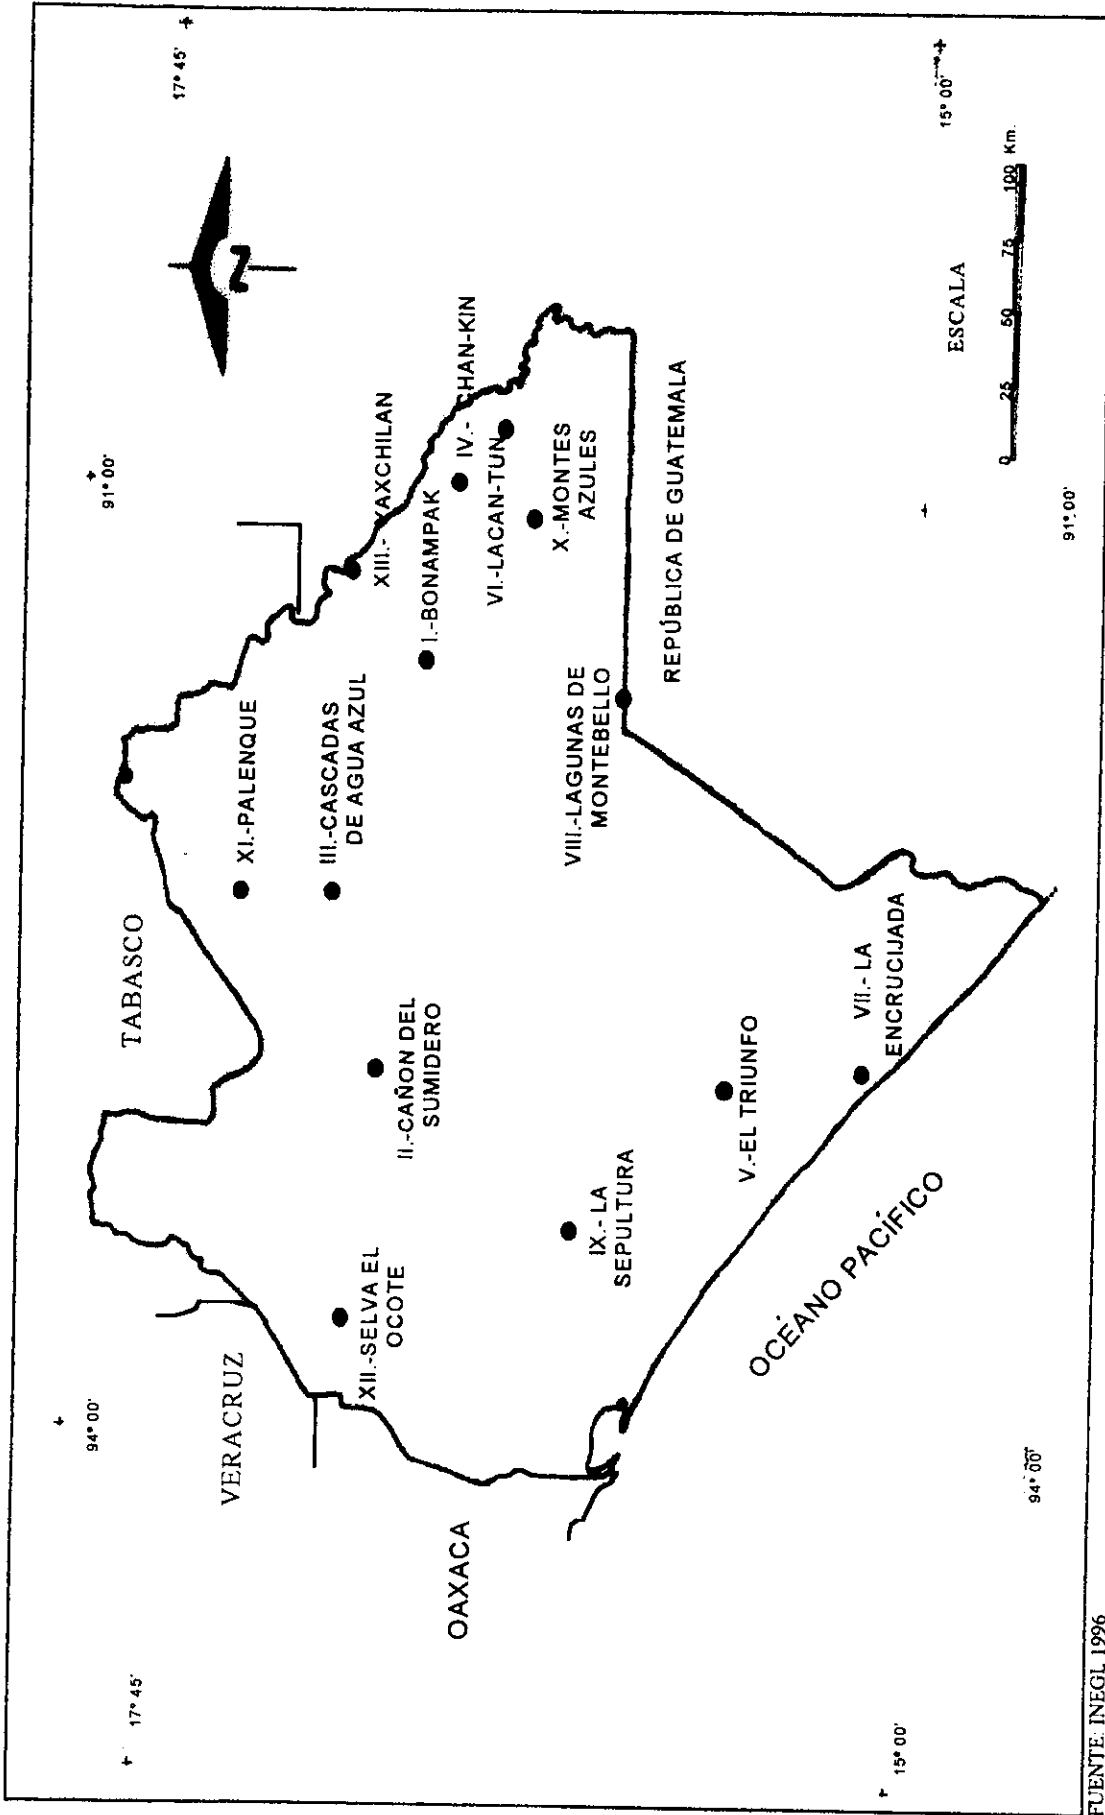 17° 45'
94° 00'
91° 00'
17° 45'
N
VERACRUZ
TABASCO
OAXACA
XI.-PALENQUE
III.-CASCADAS
DE AGUA AZUL
XIII.- YAXCHILAN
I.-BONAMPAK
IV.- CHAN-KIN
VI.-LACAN-TUN
X.-MONTES
AZULES
XII.-SELVA EL
OCOTE
II.-CAÑON DEL
SUMIDERO
VIII.-LAGUNAS DE
MONTEBELLO
REPÚBLICA DE GUATEMALA
IX.- LA
SEPULTURA
V.-EL TRIUNFO
VII.- LA
ENCRUCIJADA
OCÉANO PACÍFICO
ESCALA
0 25 50 75 100 Km.
15° 00'
94° 00'
91° 00'
15° 00'
FUENTE: INEGI, 1996